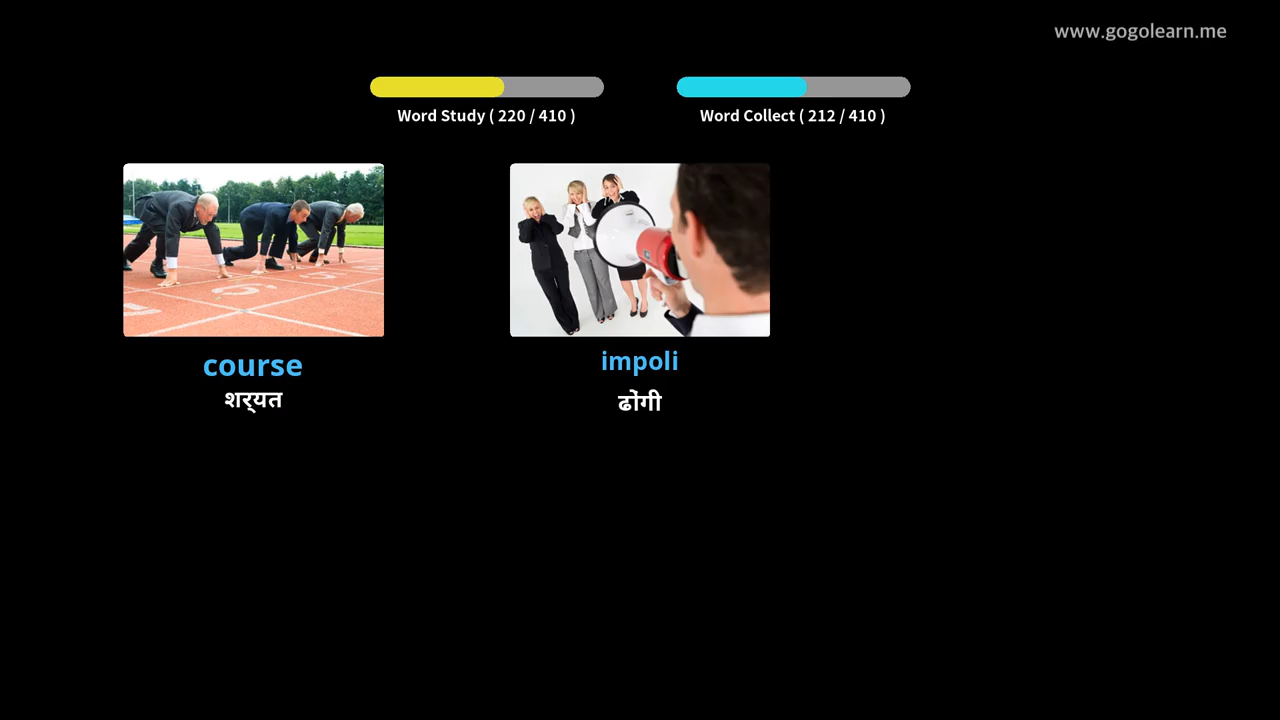 www.gogolearn.me
Word Study ( 220 / 410 )
Word Collect ( 212 / 410 )
course
शर्‍यत
impoli
ढोंगी